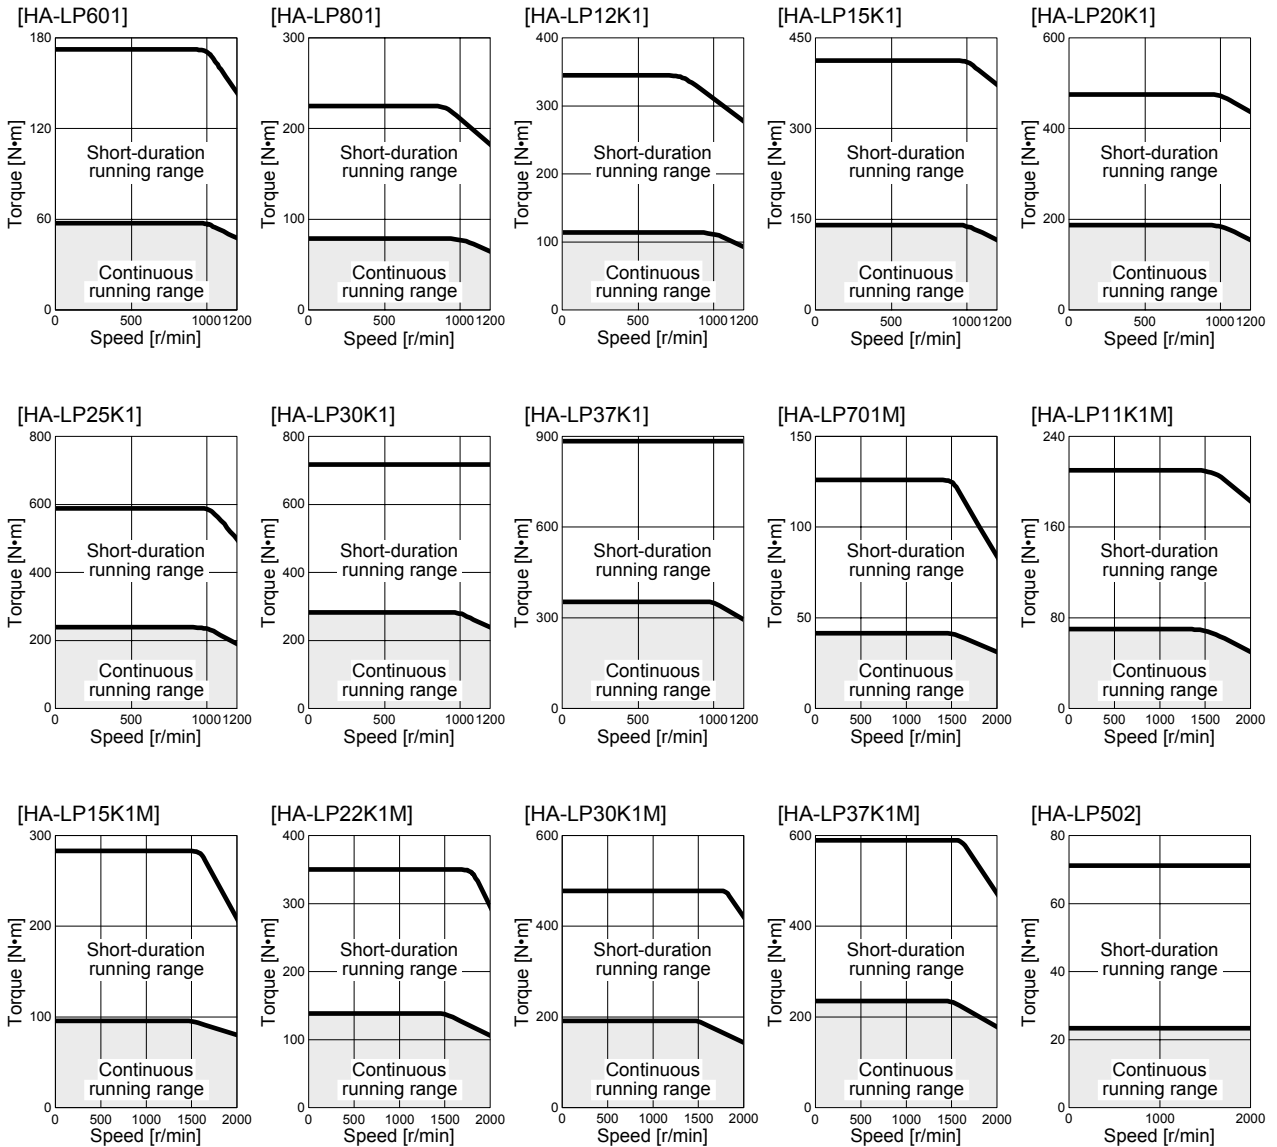 [HA-LP601]
Torque [N•m]
180
120
60
0
Short-duration
running range
Continuous
running range
0 500 1000 1200
Speed [r/min]
[HA-LP801]
Torque [N•m]
300
200
100
0
Short-duration
running range
Continuous
running range
0 500 1000 1200
Speed [r/min]
[HA-LP12K1]
Torque [N•m]
400
300
200
100
0
Short-duration
running range
Continuous
running range
0 500 1000 1200
Speed [r/min]
[HA-LP15K1]
Torque [N•m]
450
300
150
0
Short-duration
running range
Continuous
running range
0 500 1000 1200
Speed [r/min]
[HA-LP20K1]
Torque [N•m]
600
400
200
0
Short-duration
running range
Continuous
running range
0 500 1000 1200
Speed [r/min]
[HA-LP25K1]
Torque [N•m]
800
600
400
200
0
Short-duration
running range
Continuous
running range
0 500 1000 1200
Speed [r/min]
[HA-LP30K1]
Torque [N•m]
800
600
400
200
0
Short-duration
running range
Continuous
running range
0 500 1000 1200
Speed [r/min]
[HA-LP37K1]
Torque [N•m]
900
600
300
0
Short-duration
running range
Continuous
running range
0 500 1000 1200
Speed [r/min]
[HA-LP701M]
Torque [N•m]
150
100
50
0
Short-duration
running range
Continuous
running range
0 500 1000 1500 2000
Speed [r/min]
[HA-LP11K1M]
Torque [N•m]
240
160
80
0
Short-duration
running range
Continuous
running range
0 500 1000 1500 2000
Speed [r/min]
[HA-LP15K1M]
Torque [N•m]
300
200
100
0
Short-duration
running range
Continuous
running range
0 500 1000 1500 2000
Speed [r/min]
[HA-LP22K1M]
Torque [N•m]
400
300
200
100
0
Short-duration
running range
Continuous
running range
0 500 1000 1500 2000
Speed [r/min]
[HA-LP30K1M]
Torque [N•m]
600
400
200
0
Short-duration
running range
Continuous
running range
0 500 1000 1500 2000
Speed [r/min]
[HA-LP37K1M]
Torque [N•m]
600
400
200
0
Short-duration
running range
Continuous
running range
0 500 1000 1500 2000
Speed [r/min]
[HA-LP502]
Torque [N•m]
80
60
40
20
0
Short-duration
running range
Continuous
running range
0 1000 2000
Speed [r/min]